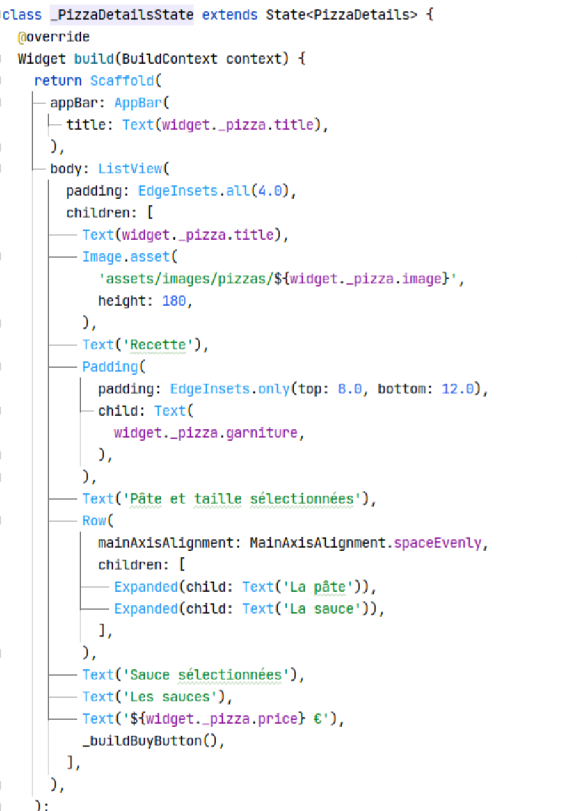 class _PizzaDetailsState extends State<PizzaDetails> {
  @override
  Widget build(BuildContext context) {
    return Scaffold(
      appBar: AppBar(
        title: Text(widget._pizza.title),
      ),
      body: ListView(
        padding: EdgeInsets.all(4.0),
        children: [
          Text(widget._pizza.title),
          Image.asset(
            'assets/images/pizzas/${widget._pizza.image}',
            height: 180,
          ),
          Text('Recette'),
          Padding(
            padding: EdgeInsets.only(top: 8.0, bottom: 12.0),
            child: Text(
              widget._pizza.garniture,
            ),
          ),
          Text('Pâte et taille sélectionnées'),
          Row(
            mainAxisAlignment: MainAxisAlignment.spaceEvenly,
            children: [
              Expanded(child: Text('La pâte')),
              Expanded(child: Text('La sauce')),
            ],
          ),
          Text('Sauce sélectionnées'),
          Text('Les sauces'),
          Text('${widget._pizza.price} €'),
          _buildBuyButton(),
        ],
      ),
    );